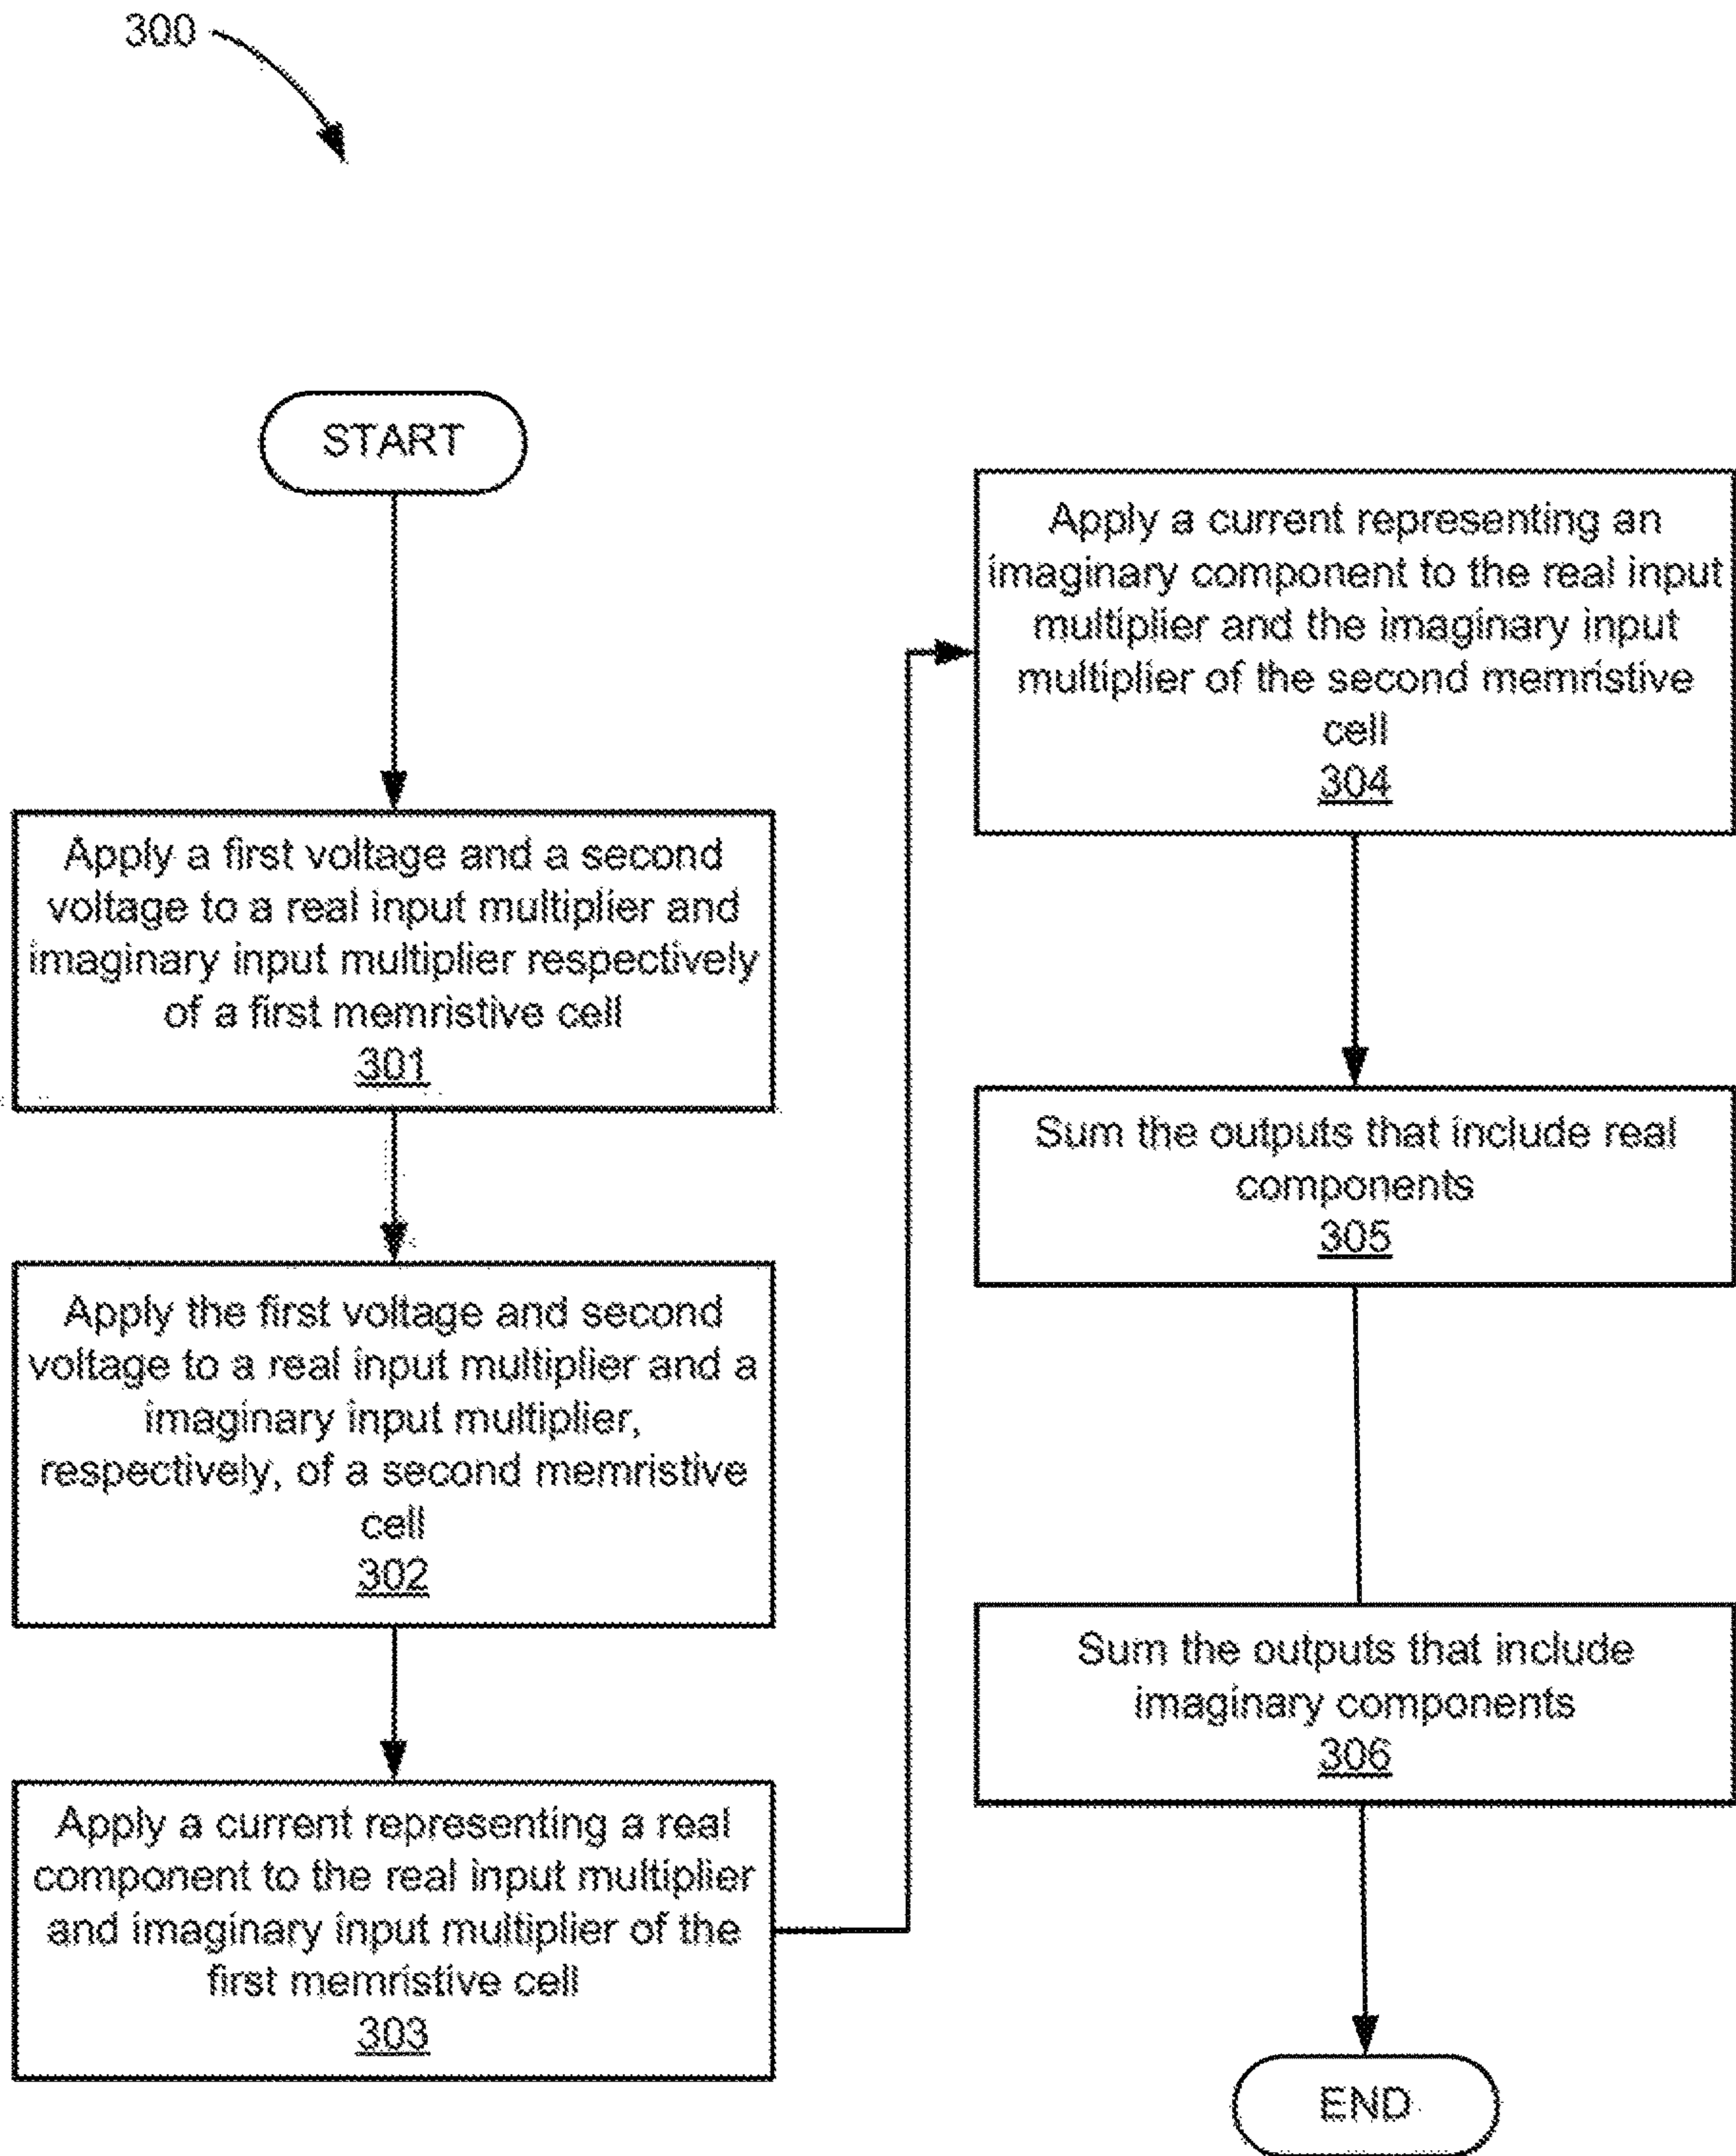 300
START
Apply a first voltage and a second
voltage to a real input multiplier and
imaginary input multiplier respectively
of a first memristive cell
301
Apply the first voltage and second
voltage to a real input multiplier and a
imaginary input multiplier,
respectively, of a second memristive
cell
302
Apply a current representing a real
component to the real input multiplier
and imaginary input multiplier of the
first memristive cell
303
Apply a current representing an
imaginary component to the real input
multiplier and the imaginary input
multiplier of the second memristive
cell
304
Sum the outputs that include real
components
305
Sum the outputs that include
imaginary components
306
END